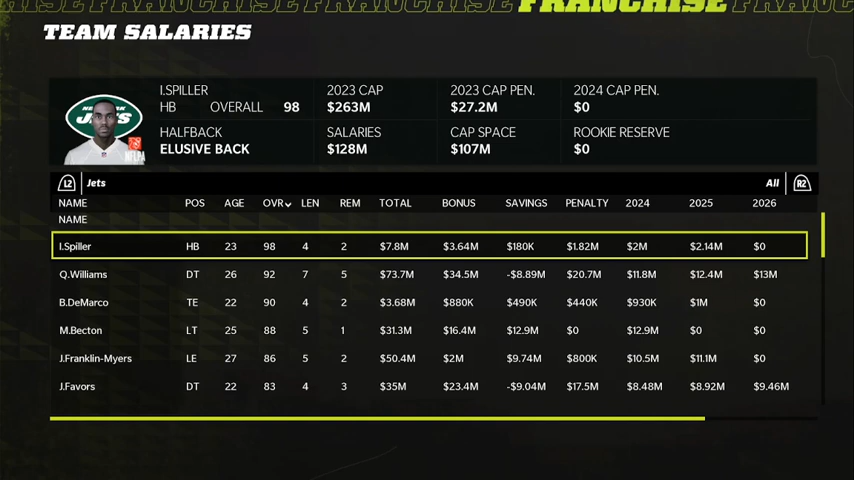 FRANCHISE FRANCHISE FRANCHISE FRANCHISE
TEAM SALARIES
NEW YORK
JETS
NFLPA
I.SPILLER
HB OVERALL 98
HALFBACK
ELUSIVE BACK
2023 CAP
$263M
SALARIES
$128M
2023 CAP PEN.
$27.2M
CAP SPACE
$107M
2024 CAP PEN.
$0
ROOKIE RESERVE
$0
L2 Jets All R2
NAME POS AGE OVR LEN REM TOTAL BONUS SAVINGS PENALTY 2024 2025 2026
NAME
I.Spiller HB 23 98 4 2 $7.8M $3.64M $180K $1.82M $2M $2.14M $0
Q.Williams DT 26 92 7 5 $73.7M $34.5M -$8.89M $20.7M $11.8M $12.4M $13M
B.DeMarco TE 22 90 4 2 $3.68M $880K $490K $440K $930K $1M $0
M.Becton LT 25 88 5 1 $31.3M $16.4M $12.9M $0 $12.9M $0 $0
J.Franklin-Myers LE 27 86 5 2 $50.4M $2M $9.74M $800K $10.5M $11.1M $0
J.Favors DT 22 83 4 3 $35M $23.4M -$9.04M $17.5M $8.48M $8.92M $9.46M